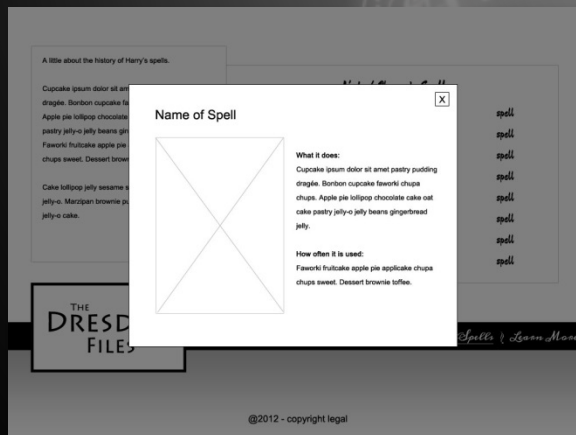 A little about the history of Harry's spells.
Cupcake ipsum dolor sit amet
dragée. Bonbon cupcake fa
Apple pie lollipop chocolate
pastry jelly-o jelly beans gin
Faworki fruitcake apple pie
chups sweet. Dessert brown
Cake lollipop jelly sesame s
jelly-o. Marzipan brownie pu
jelly-o cake.
X
Name of Spell
What it does:
Cupcake ipsum dolor sit amet pastry pudding
dragée. Bonbon cupcake faworki chupa
chups. Apple pie lollipop chocolate cake oat
cake pastry jelly-o jelly beans gingerbread
jelly.
How often it is used:
Faworki fruitcake apple pie applicake chupa
chups sweet. Dessert brownie toffee.
spell
spell
spell
spell
spell
spell
spell
spell
THE
DRESD
FILES
Spells Learn More
@2012 - copyright legal